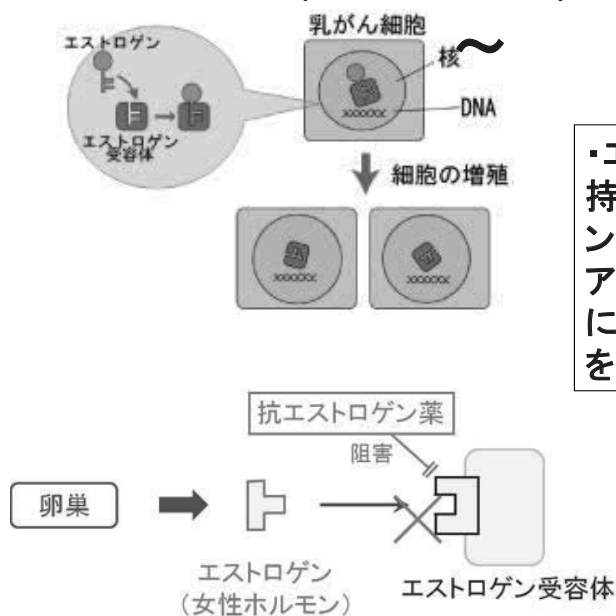 乳がん細胞
エストロゲン
核
〜
DNA
エストロゲン
受容体
xxxxxx
細胞の増殖
xxxxxx
xxxxxx
持
ン
ア
に
を
抗エストロゲン薬
阻害
卵巣
エストロゲン
(女性ホルモン)
エストロゲン受容体